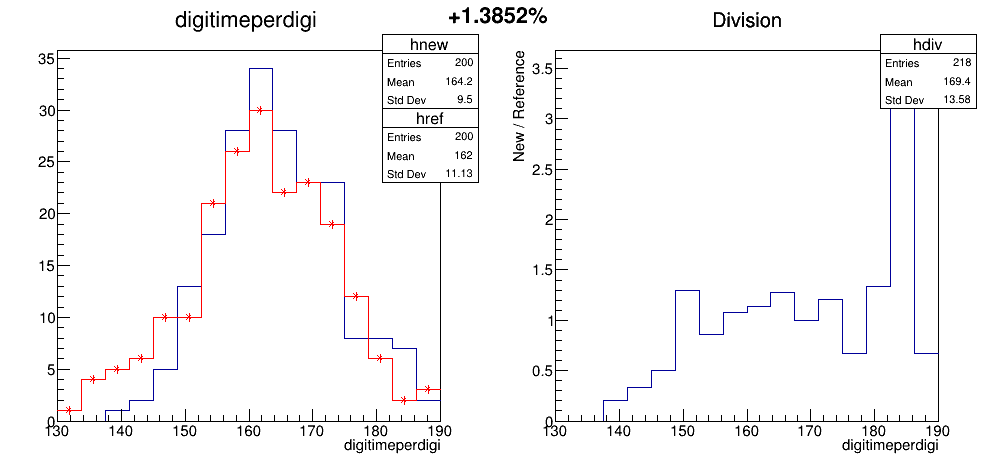 +1.3852%
digitimeperdigi
hnew
Entries 200
Mean 164.2
Std Dev 9.5
href
Entries 200
Mean 162
Std Dev 11.13
35
30
25
20
15
10
5
0
130 140 150 160 170 180 190
digitimeperdigi
Division
hdiv
Entries 218
Mean 169.4
Std Dev 13.58
New / Reference
3.5
3
2.5
2
1.5
1
0.5
0
130 140 150 160 170 180 190
digitimeperdigi